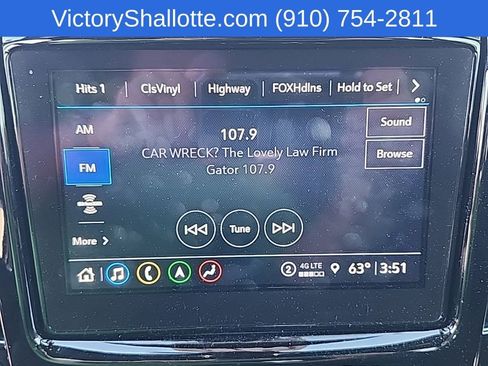 VictoryShallotte.com (910) 754-2811
Hits 1 ClsVinyl Highway FOXHdlns Hold to Set
AM
FM
More
107.9
CAR WRECK? The Lovely Law Firm
Gator 107.9
Sound
Browse
Tune
2 4G LTE 63° 3:51